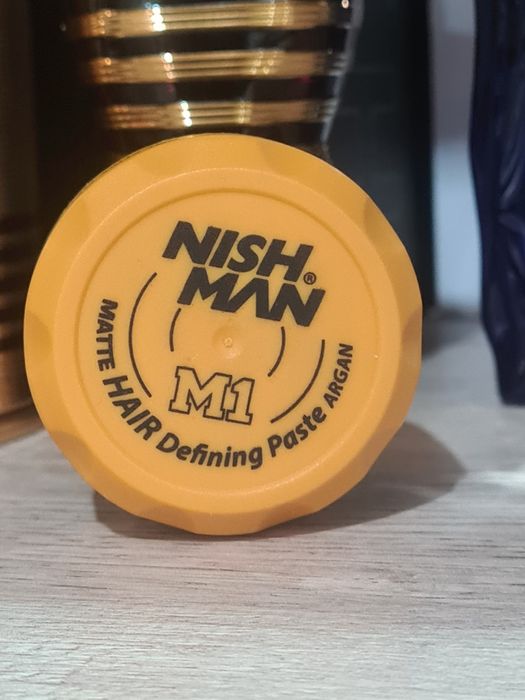 NISH
MAN®
M1
MATTE HAIR Defining Paste ARGAN